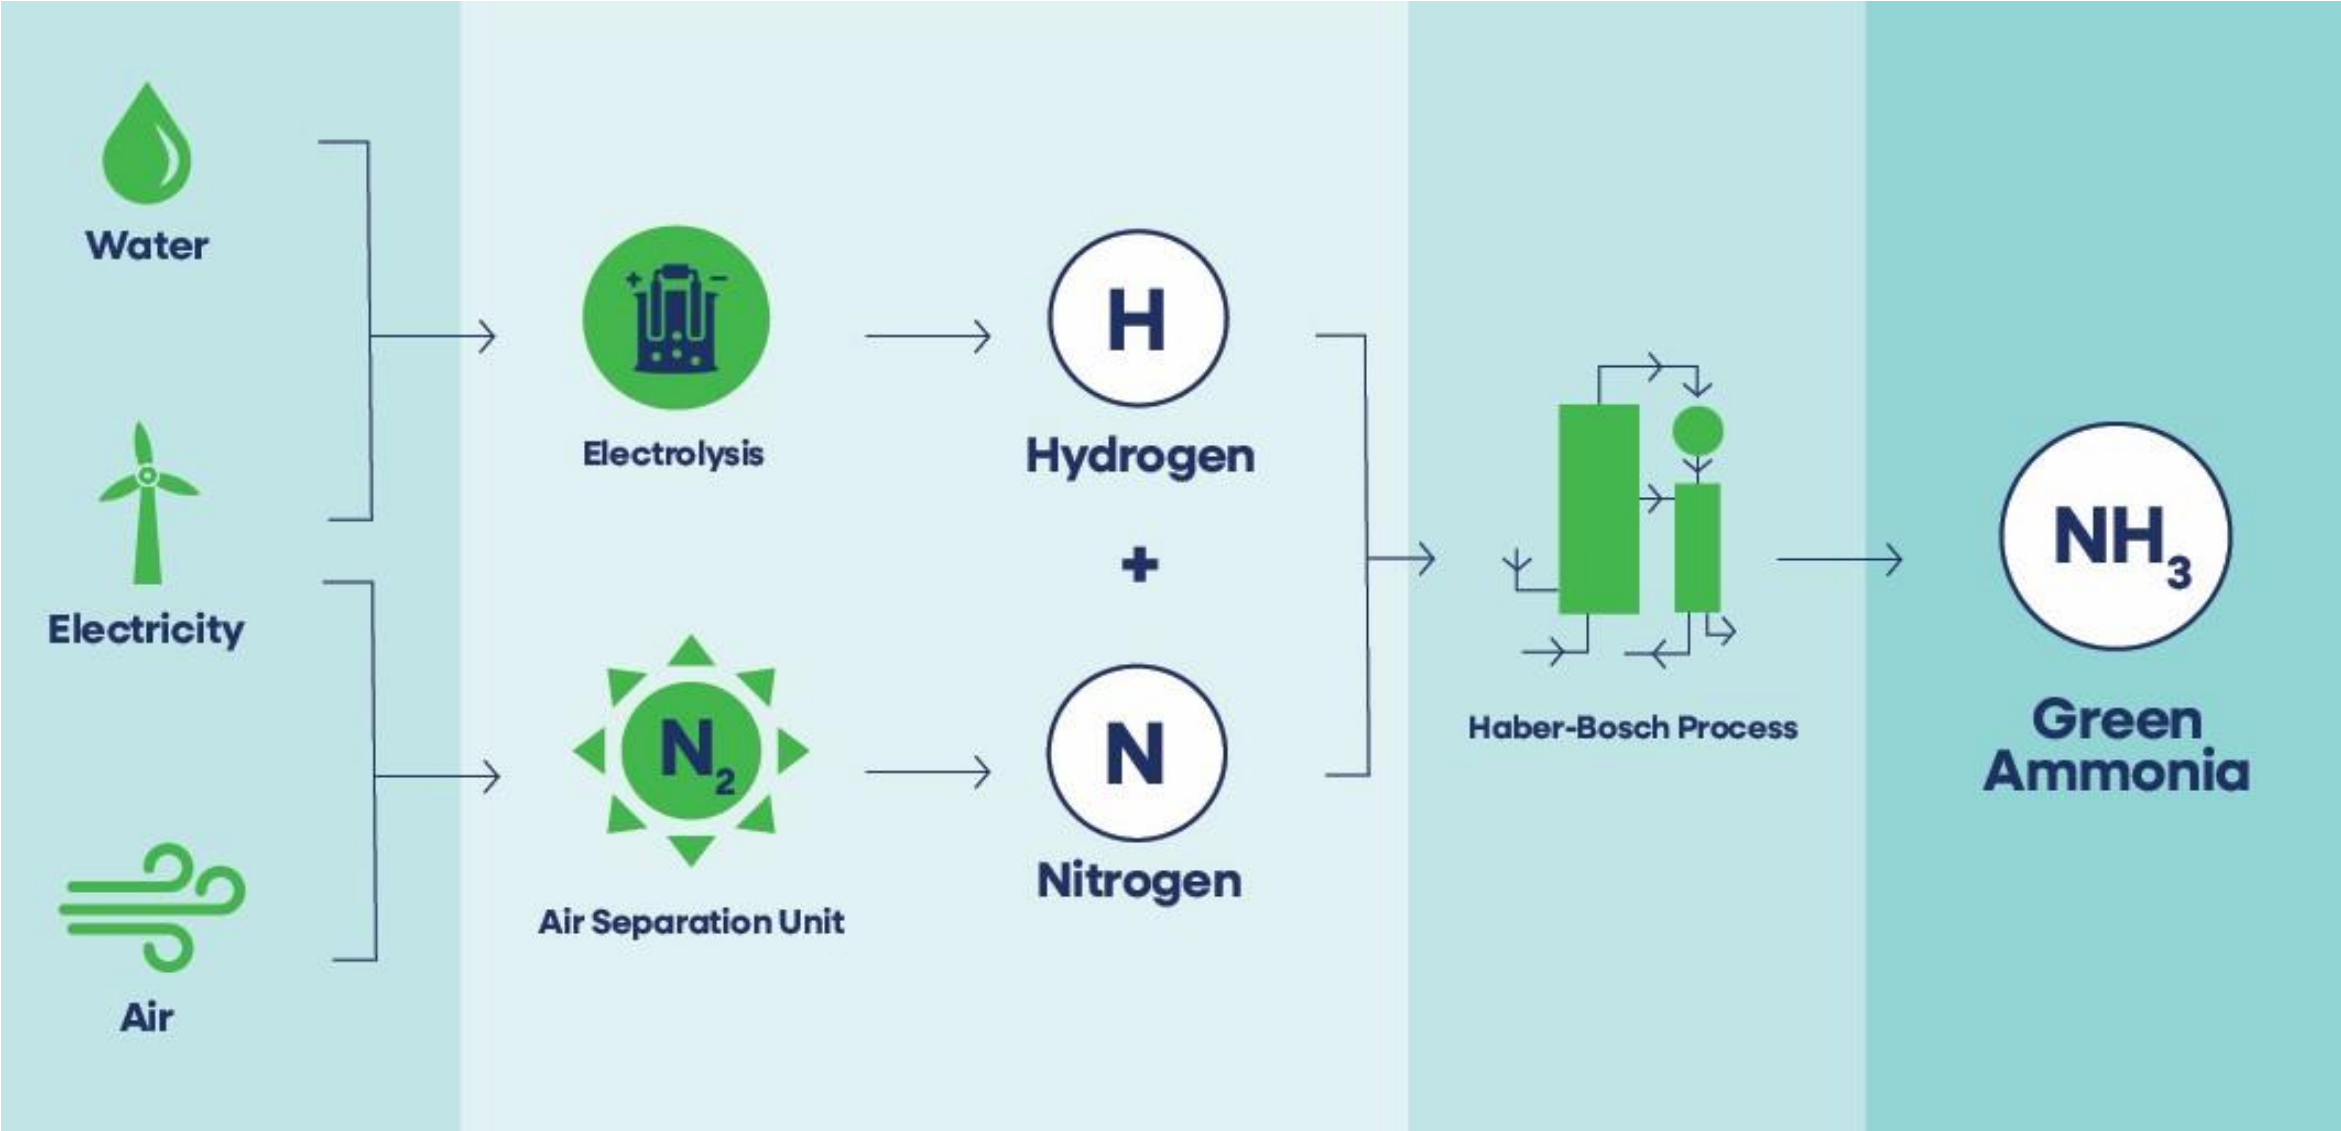 Water
Electricity
Air
+ −
Electrolysis
N₂
Air Separation Unit
H
Hydrogen
+
N
Nitrogen
Haber-Bosch Process
NH₃
Green
Ammonia